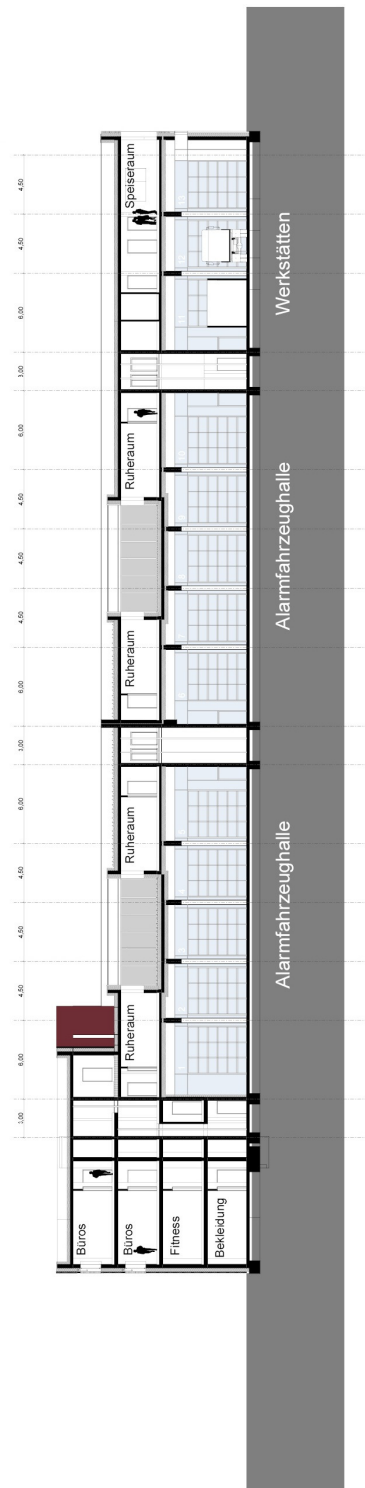 3,00 6,00 4,50 4,50 4,50 6,00 3,00 6,00 4,50 4,50 4,50 6,00 3,00 6,00 4,50 4,50
Büros
Büros Ruheraum Ruheraum Ruheraum Ruheraum Speiseraum
Fitness
Bekleidung
Alarmfahrzeughalle Alarmfahrzeughalle Werkstätten